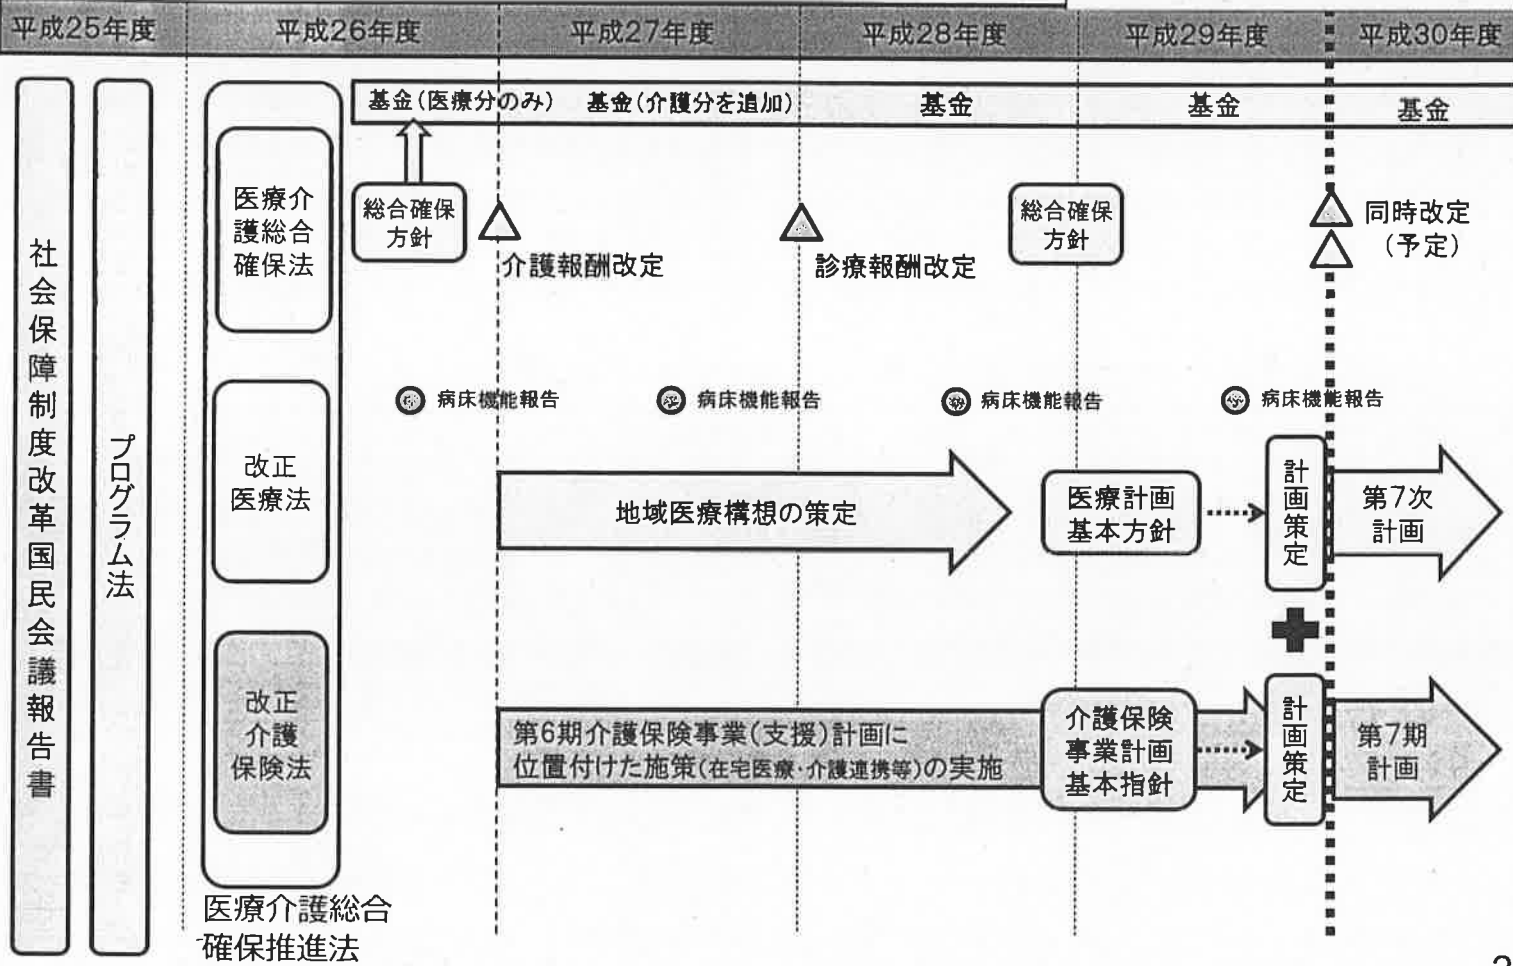 平成25年度
平成26年度
平成27年度
平成28年度
平成29年度
平成30年度
社会保障制度改革国民会議報告書
プログラム法
医療介
護総合
確保法
改正
医療法
改正
介護
保険法
医療介護総合
確保推進法
基金(医療分のみ)
基金(介護分を追加)
基金
基金
基金
総合確保
方針
介護報酬改定
診療報酬改定
総合確保
方針
同時改定
(予定)
病床機能報告
病床機能報告
病床機能報告
病床機能報告
地域医療構想の策定
医療計画
基本方針
計画策定
第7次
計画
第6期介護保険事業(支援)計画に
位置付けた施策(在宅医療・介護連携等)の実施
介護保険
事業計画
基本指針
計画策定
第7期
計画